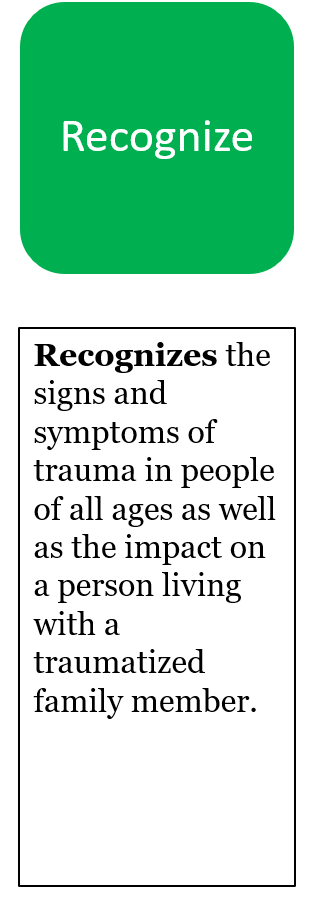 Recognize
Recognizes the
signs and
symptoms of
trauma in people
of all ages as well
as the impact on
a person living
with a
traumatized
family member.